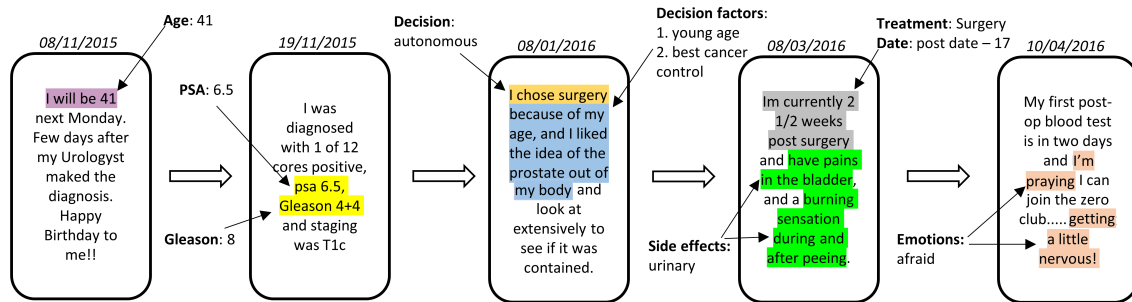 Age: 41
08/11/2015
I will be 41
next Monday.
Few days after
my Urologyst
maked the
diagnosis.
Happy
Birthday to
me!!
19/11/2015
PSA: 6.5
Gleason: 8
I was
diagnosed
with 1 of 12
cores positive,
psa 6.5,
Gleason 4+4
and staging
was T1c
Decision:
autonomous
08/01/2016
Decision factors:
1. young age
2. best cancer
control
I chose surgery
because of my
age, and I liked
the idea of the
prostate out of
my body and
look at
extensively to
see if it was
contained.
Treatment: Surgery
Date: post date – 17
08/03/2016
Im currently 2
1/2 weeks
post surgery
and have pains
in the bladder,
and a burning
sensation
during and
after peeing.
Side effects:
urinary
10/04/2016
My first post-
op blood test
is in two days
and I'm
praying I can
join the zero
club..... getting
a little
nervous!
Emotions:
afraid